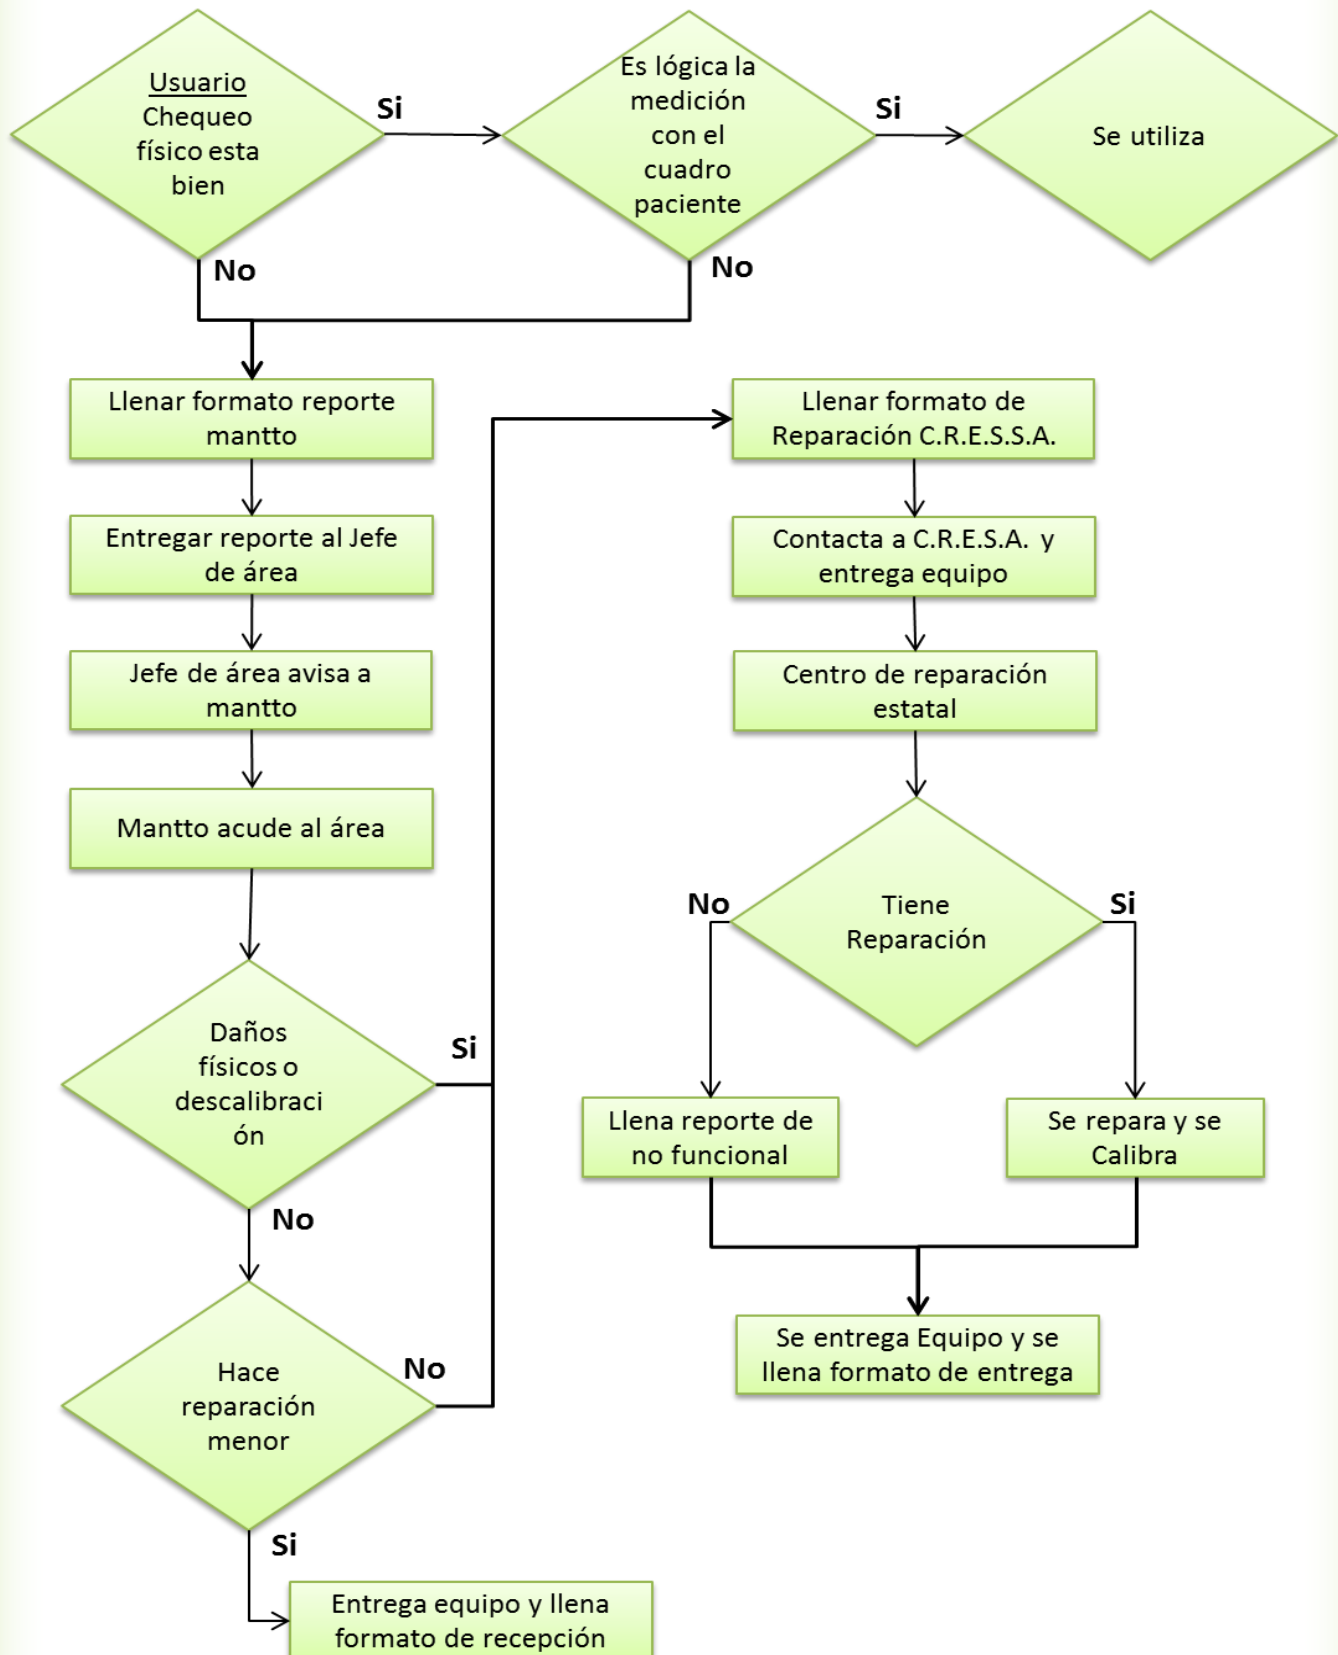 Usuario
Chequeo
físico esta
bien
Si
Es lógica la
medición
con el
cuadro
paciente
Si
Se utiliza
No
No
Llenar formato reporte
mantto
Entregar reporte al Jefe
de área
Jefe de área avisa a
mantto
Mantto acude al área
Daños
físicos o
descalibraci
ón
Si
No
Hace
reparación
menor
No
Si
Entrega equipo y llena
formato de recepción
Llenar formato de
Reparación C.R.E.S.S.A.
Contacta a C.R.E.S.A. y
entrega equipo
Centro de reparación
estatal
Tiene
Reparación
No
Si
Llena reporte de
no funcional
Se repara y se
Calibra
Se entrega Equipo y se
llena formato de entrega